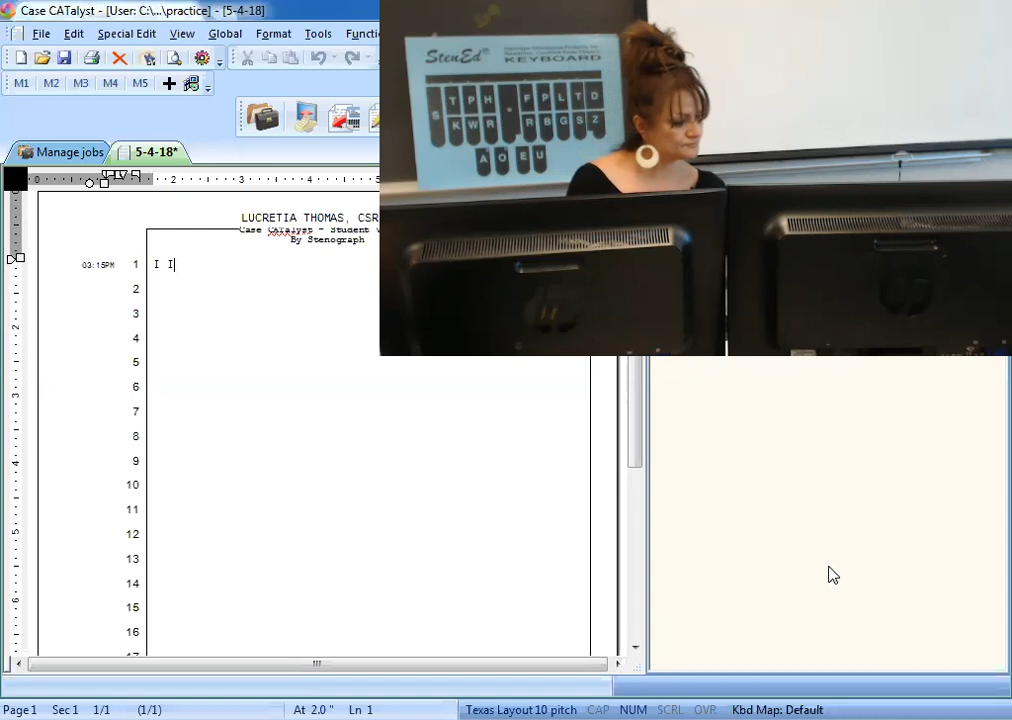 Case CATalyst - [User: C:\...\practice] - [5-4-18]
File Edit View Special Edit Global Format Tools
M1 M2 M3 M4 M5
Manage jobs 5-4-18*
0 2 3 4
LUCRETIA THOMAS, CSR
Case CATalyst - Student
By Stenograph
03:15PM 1 I I
2
3
4
5
6
7
8
9
10
11
12
13
14
15
16
Page 1 Sec 1 1/1 (1/1) At 2.0" Ln 1 Texas Layout 10 pitch CAP NUM SCRL OVR Kbd Map: Default
StenEd®
KEYBOARD
S T P H * F P L T D
K W R R B G S Z
A O E U